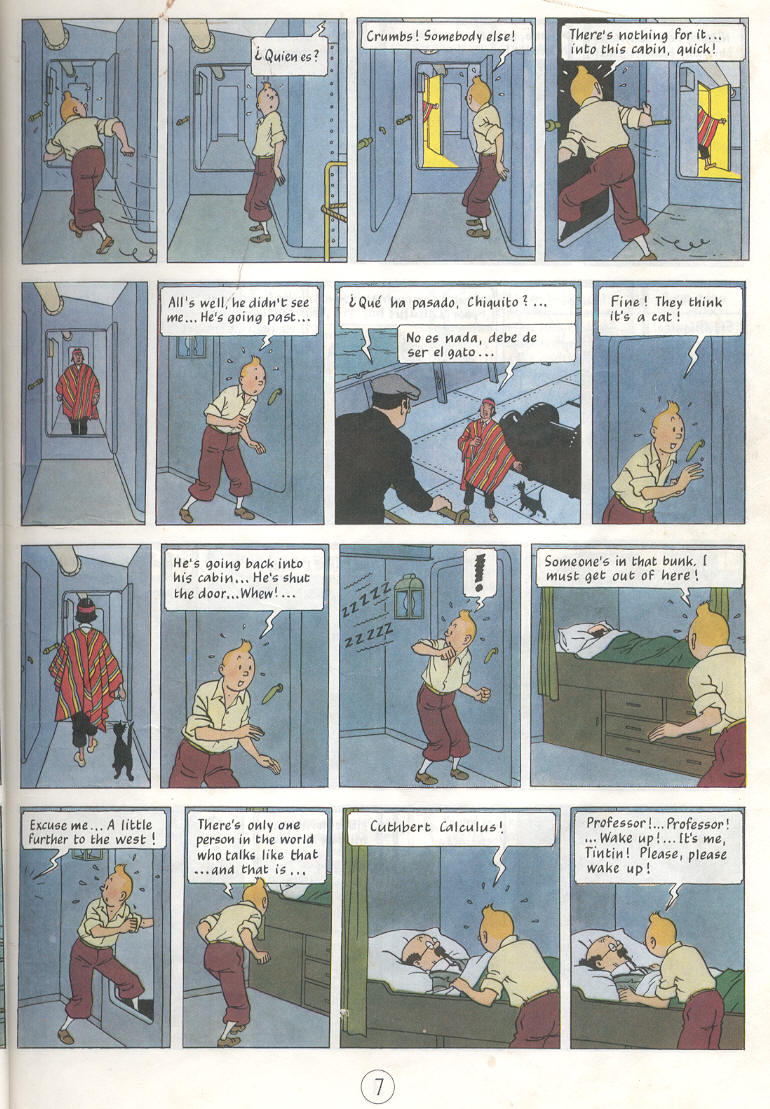 ¿Quien es?
Crumbs! Somebody else!
There's nothing for it...
into this cabin, quick!
All's well, he didn't see
me... He's going past...
¿Qué ha pasado, Chiquito?...
No es nada, debe de
ser el gato...
Fine! They think
it's a cat!
He's going back into
his cabin... He's shut
the door...Whew!...
ZZZZZ
ZZZZZ
!
Someone's in that bunk. I
must get out of here!
Excuse me... A little
further to the west!
There's only one
person in the world
who talks like that
...and that is...
Cuthbert Calculus!
Professor!...Professor!
...Wake up!...It's me,
Tintin! Please, please
wake up!
7